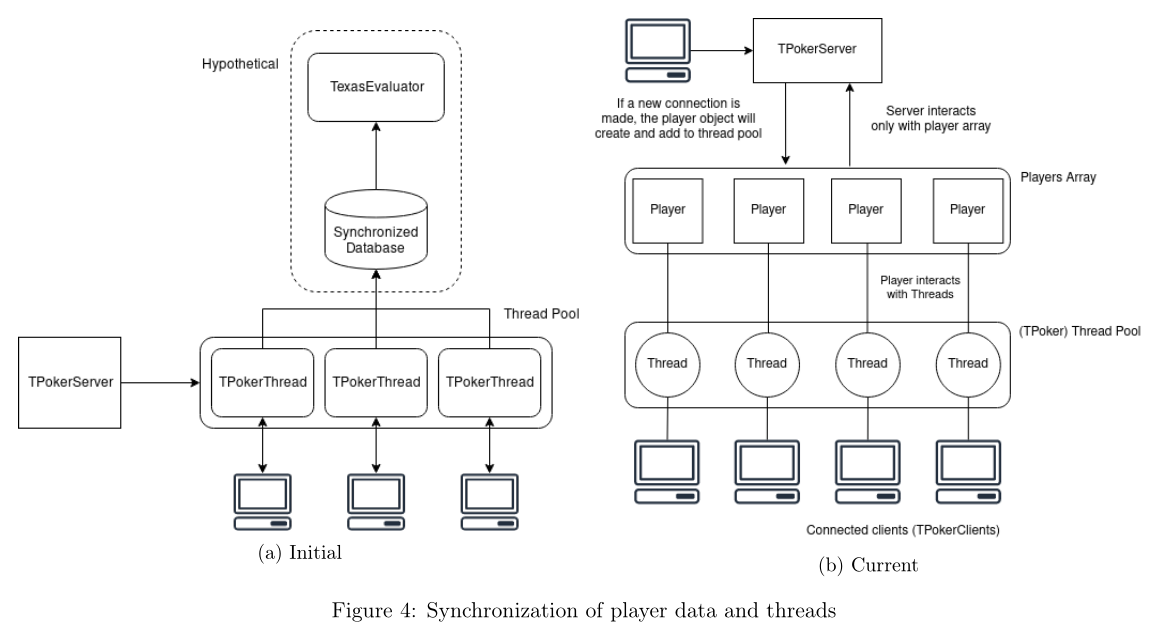 Hypothetical
TexasEvaluator
Synchronized
Database
Thread Pool
TPokerServer
TPokerThread
TPokerThread
TPokerThread
(a) Initial
TPokerServer
If a new connection is
made, the player object will
create and add to thread pool
Server interacts
only with player array
Players Array
Player
Player
Player
Player
Player interacts
with Threads
(TPoker) Thread Pool
Thread
Thread
Thread
Thread
Connected clients (TPokerClients)
(b) Current
Figure 4: Synchronization of player data and threads